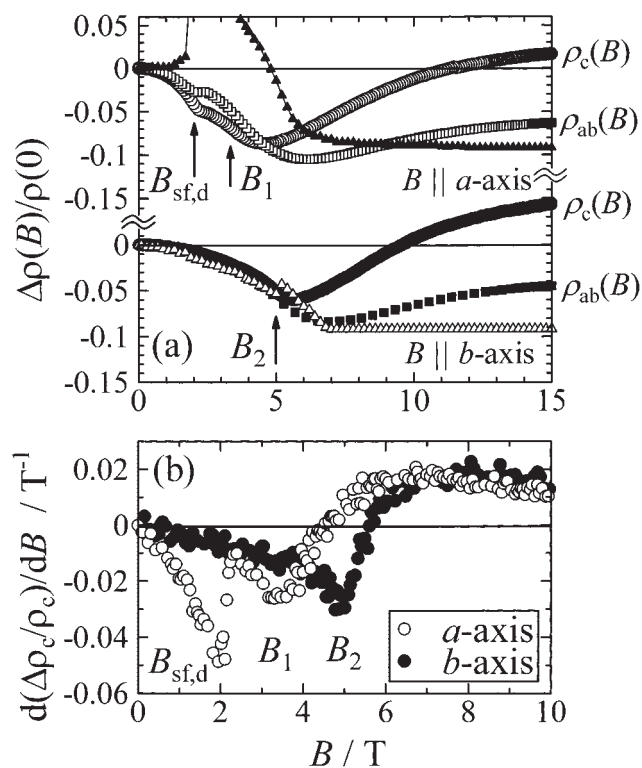 (a)
0.05
0
-0.05
-0.1
-0.15
0
-0.05
-0.1
-0.15
Δρ(B)/ρ(0)
ρc(B)
ρab(B)
Bsf,d
B1
B || a-axis
ρc(B)
ρab(B)
B2
B || b-axis
0 5 10 15
(b)
0.02
0
-0.02
-0.04
-0.06
d(Δρc/ρc)/dB / T-1
Bsf,d B1 B2
a-axis
b-axis
0 2 4 6 8 10
B / T